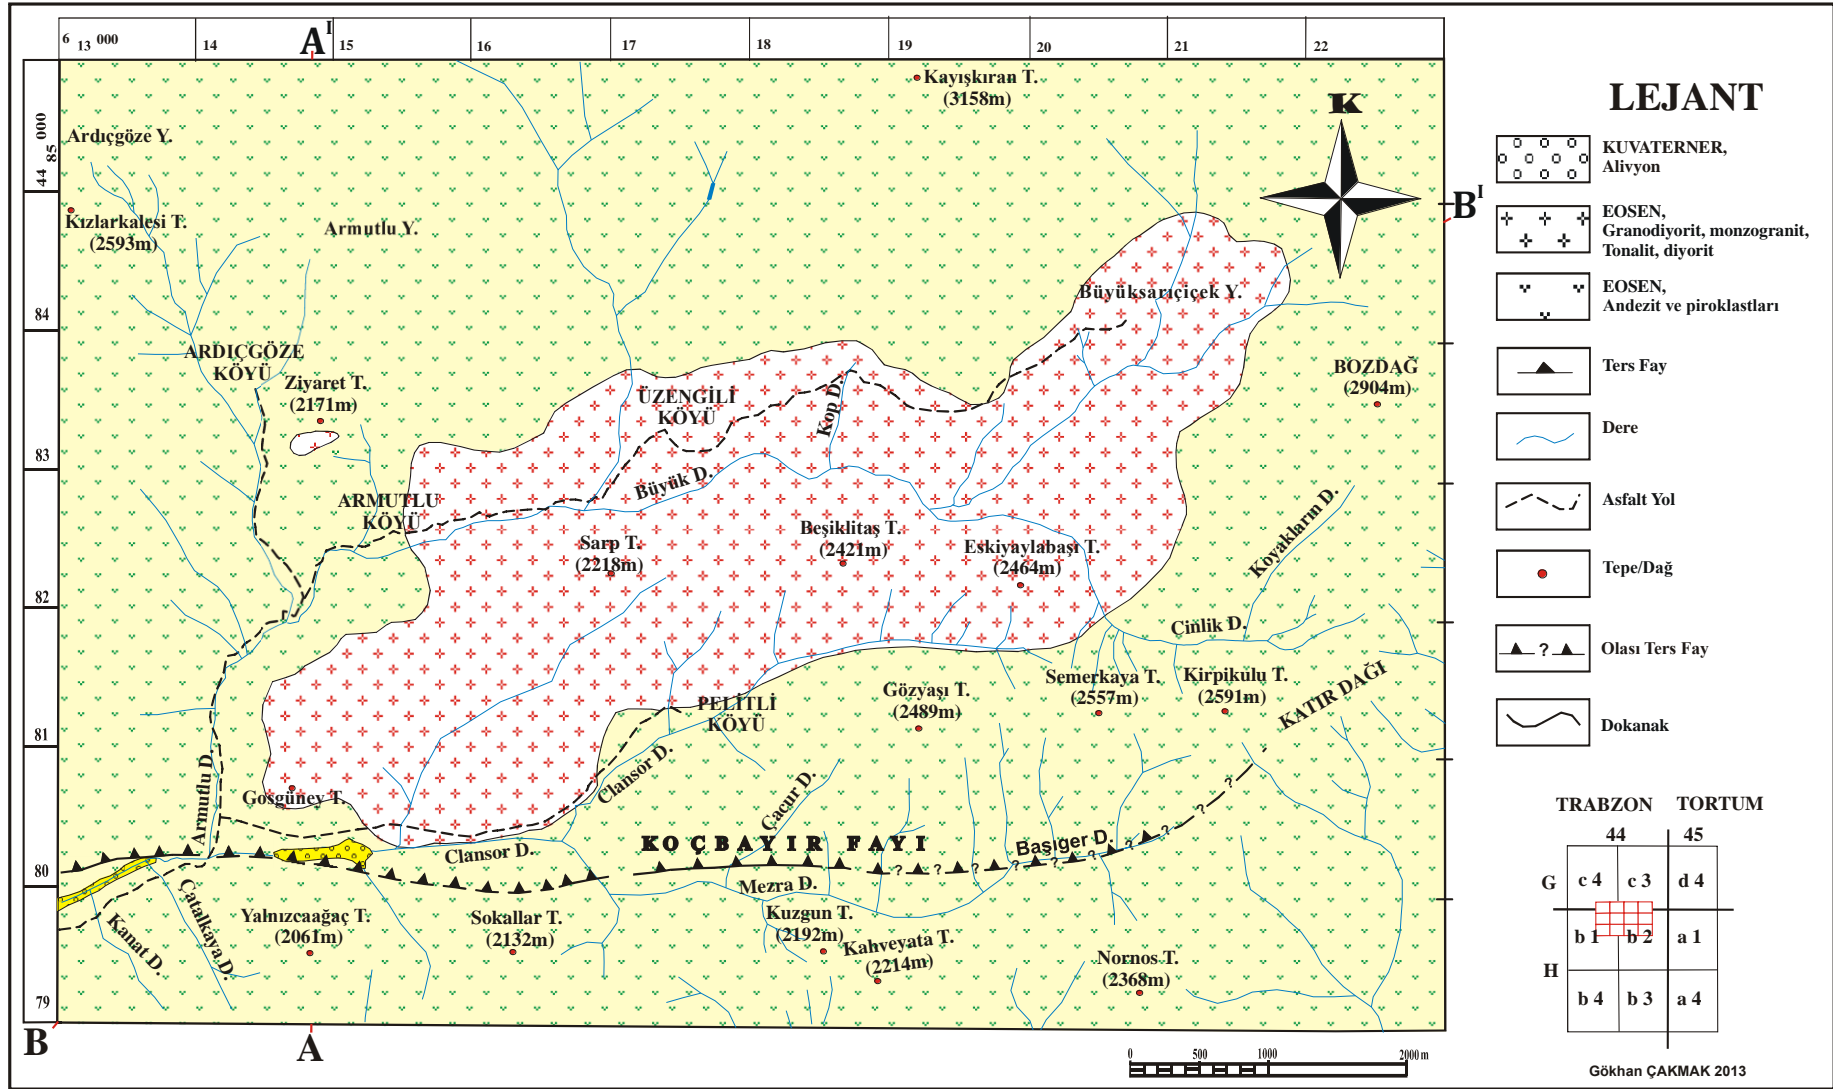 6 13 000
14
A I
15
16
17
18
19
20
21
22
Kayışkıran T.
(3158m)
K
44 85 000
Ardıçgöze Y.
Kızlarkalesi T.
(2593m)
Armutlu Y.
B I
84
Büyüksarıçiçek Y.
ARDIÇGÖZE
KÖYÜ
Ziyaret T.
(2171m)
BOZDAĞ
(2904m)
ÜZENGİLİ
KÖYÜ
Kop D.
83
Büyük D.
ARMUTLU
KÖYÜ
Koyakların D.
Sarp T.
(2218m)
Beşiklitaş T.
(2421m)
Eskiyaylabaşı T.
(2464m)
82
Cinlik D.
Semerkaya T.
(2557m)
Kirpikulu T.
(2591m)
KATIR DAĞI
Gözyaşı T.
(2489m)
PELİTLİ
KÖYÜ
81
Armutlu D.
Gosgüney T.
Clansor D.
Cacur D.
KOÇBAYIR FAYI
Başıger D.
Clansor D.
80
Mezra D.
? ? ? ? ? ? ? ? ?
Kanat D.
Çatalkaya D.
Yalnızcaağaç T.
(2061m)
Sokallar T.
(2132m)
Kuzgun T.
(2192m)
Kahveyata T.
(2214m)
Nornos T.
(2368m)
79
B
A
0 500 1000 2000 m
LEJANT
KUVATERNER,
Alivyon
EOSEN,
Granodiyorit, monzogranit,
Tonalit, diyorit
EOSEN,
Andezit ve piroklastları
Ters Fay
Dere
Asfalt Yol
Tepe/Dağ
?
Olası Ters Fay
Dokanak
TRABZON TORTUM
44 45
G c 4 c 3 d 4
b 1 b 2 a 1
H
b 4 b 3 a 4
Gökhan ÇAKMAK 2013